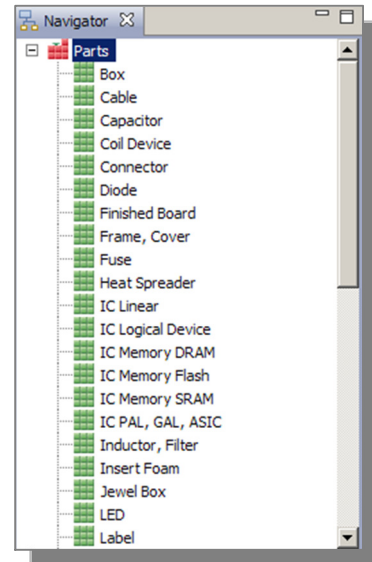 Navigator
Parts
Box
Cable
Capacitor
Coil Device
Connector
Diode
Finished Board
Frame, Cover
Fuse
Heat Spreader
IC Linear
IC Logical Device
IC Memory DRAM
IC Memory Flash
IC Memory SRAM
IC PAL, GAL, ASIC
Inductor, Filter
Insert Foam
Jewel Box
LED
Label